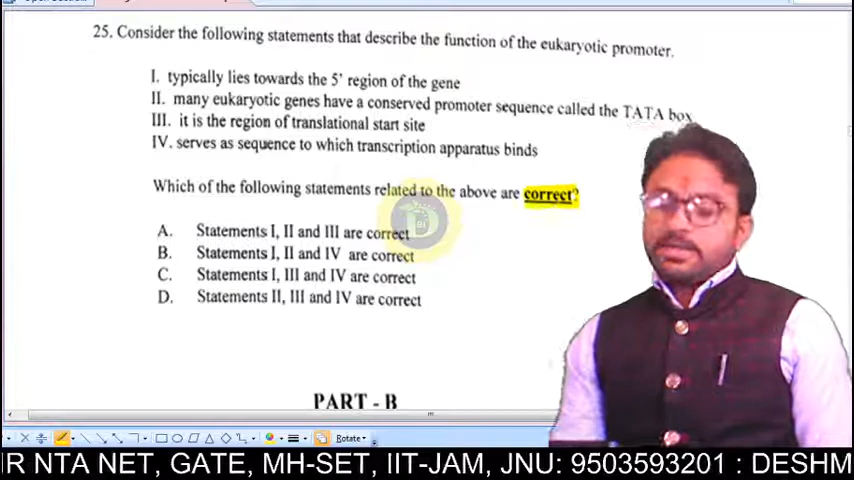 25. Consider the following statements that describe the function of the eukaryotic promoter.
I. typically lies towards the 5' region of the gene
II. many eukaryotic genes have a conserved promoter sequence called the TATA box
III. it is the region of translational start site
IV. serves as sequence to which transcription apparatus binds
Which of the following statements related to the above are correct?
A. Statements I, II and III are correct
B. Statements I, II and IV are correct
C. Statements I, III and IV are correct
D. Statements II, III and IV are correct
PART - B
Rotate
IR NTA NET, GATE, MH-SET, IIT-JAM, JNU: 9503593201 : DESHM